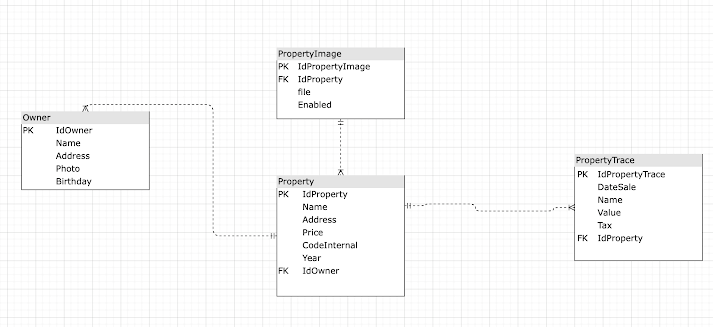 PropertyImage
PK IdPropertyImage
FK IdProperty
file
Enabled
Owner
PK IdOwner
Name
Address
Photo
Birthday
Property
PK IdProperty
Name
Address
Price
CodeInternal
Year
FK IdOwner
PropertyTrace
PK IdPropertyTrace
DateSale
Name
Value
Tax
FK IdProperty